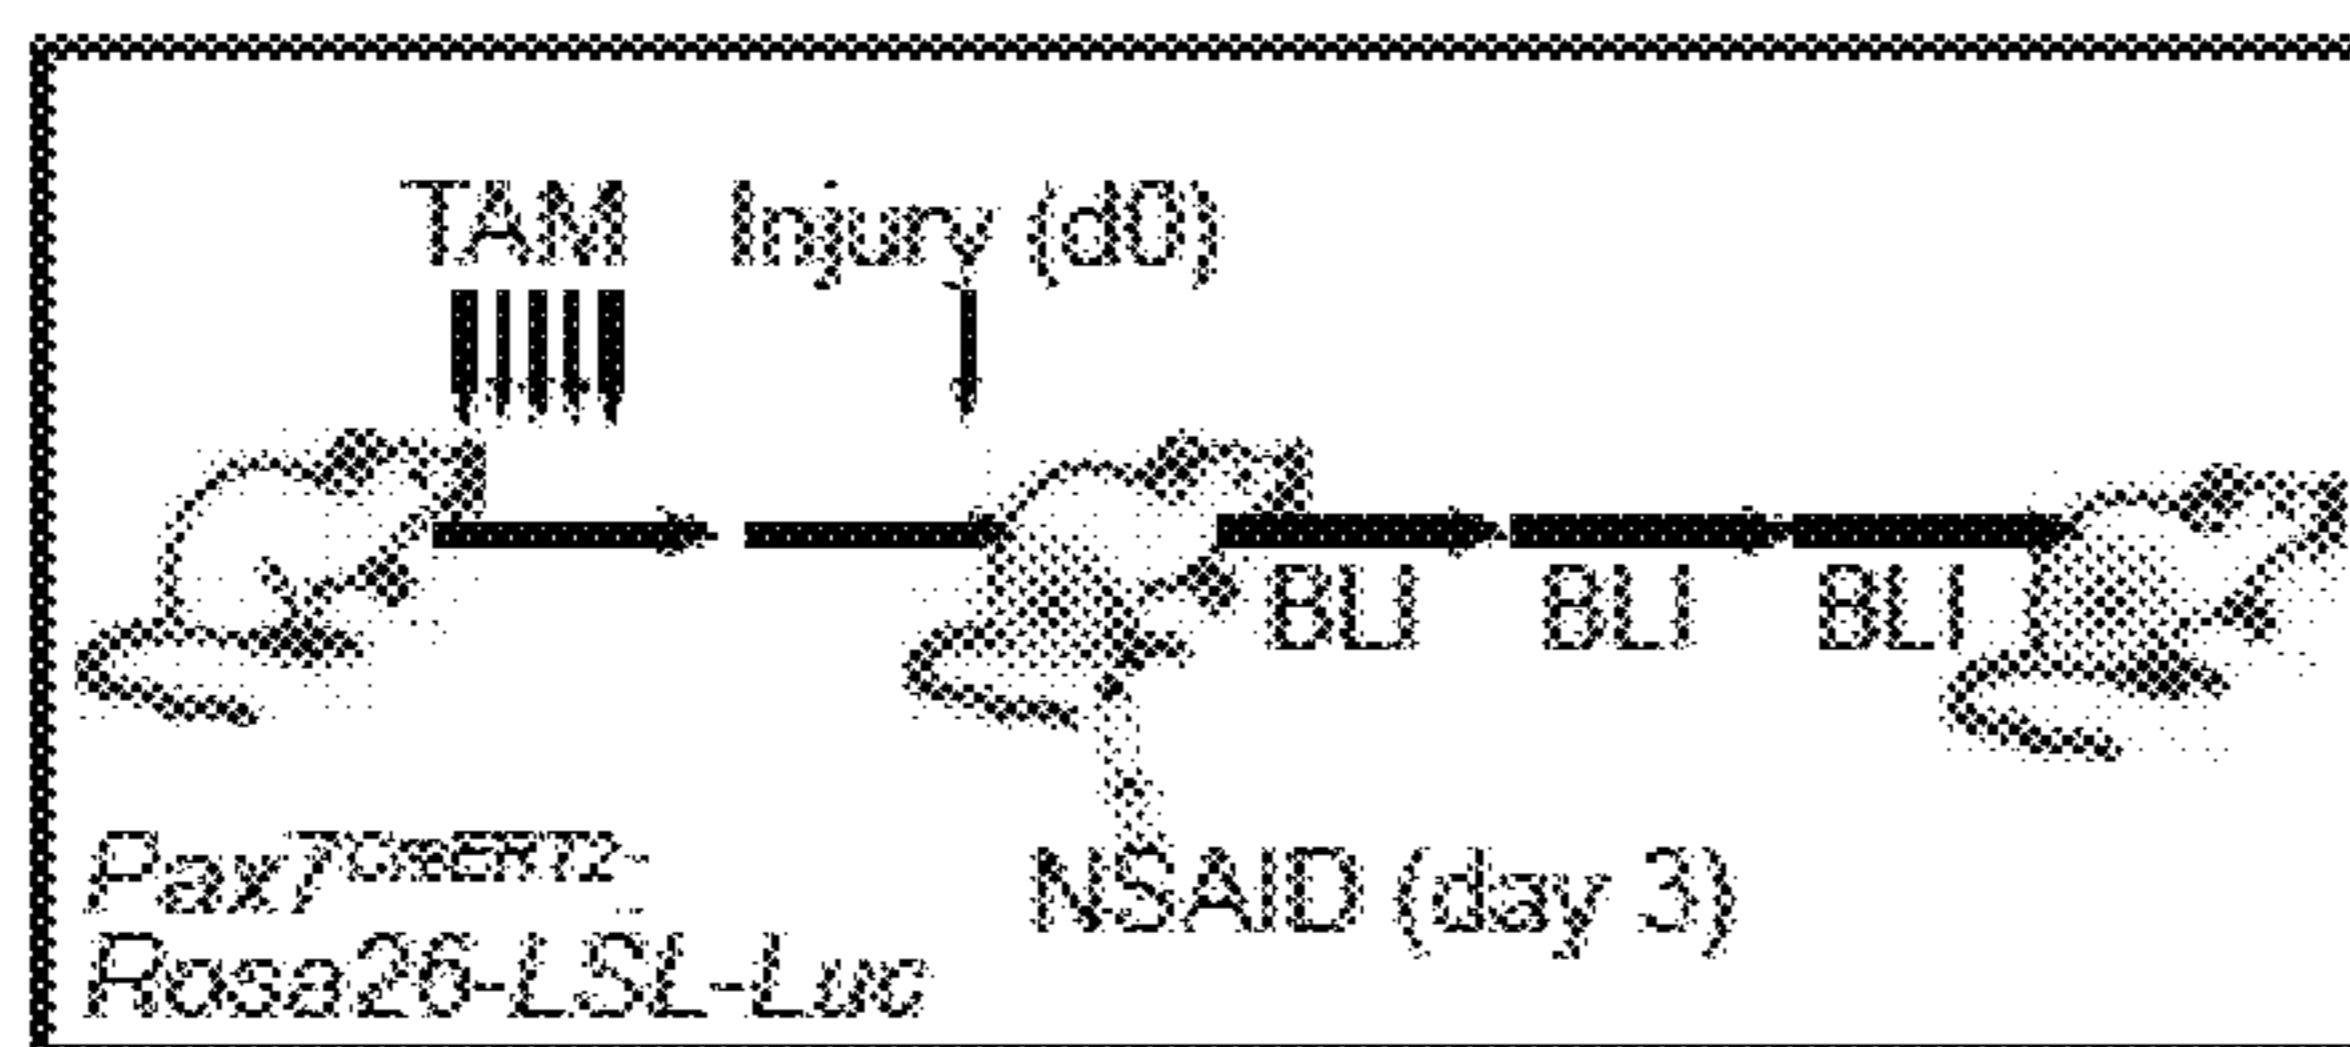 TAM Injury (d0)
BLI BLI BLI
NSAID (day 3)
Pax7CreERT2-
Rosa26-LSL-Luc